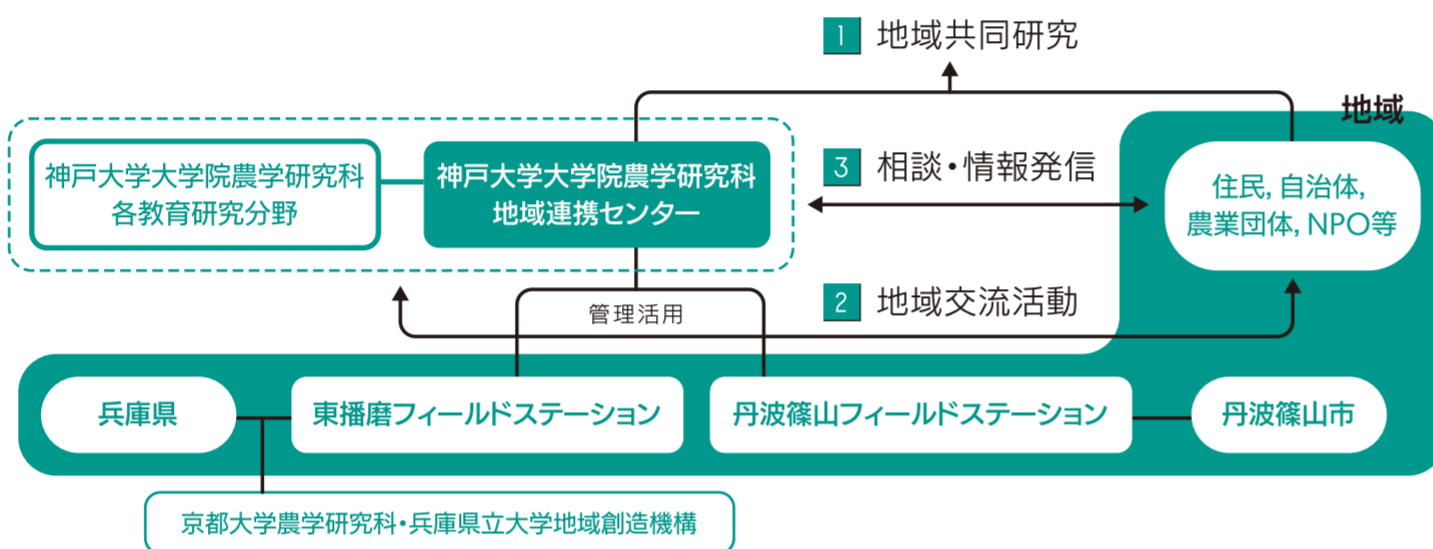 1 地域共同研究
地域
神戸大学大学院農学研究科
各教育研究分野
神戸大学大学院農学研究科
地域連携センター
3 相談・情報発信
住民, 自治体,
農業団体, NPO等
2 地域交流活動
管理活用
兵庫県
東播磨フィールドステーション
丹波篠山フィールドステーション
丹波篠山市
京都大学農学研究科・兵庫県立大学地域創造機構